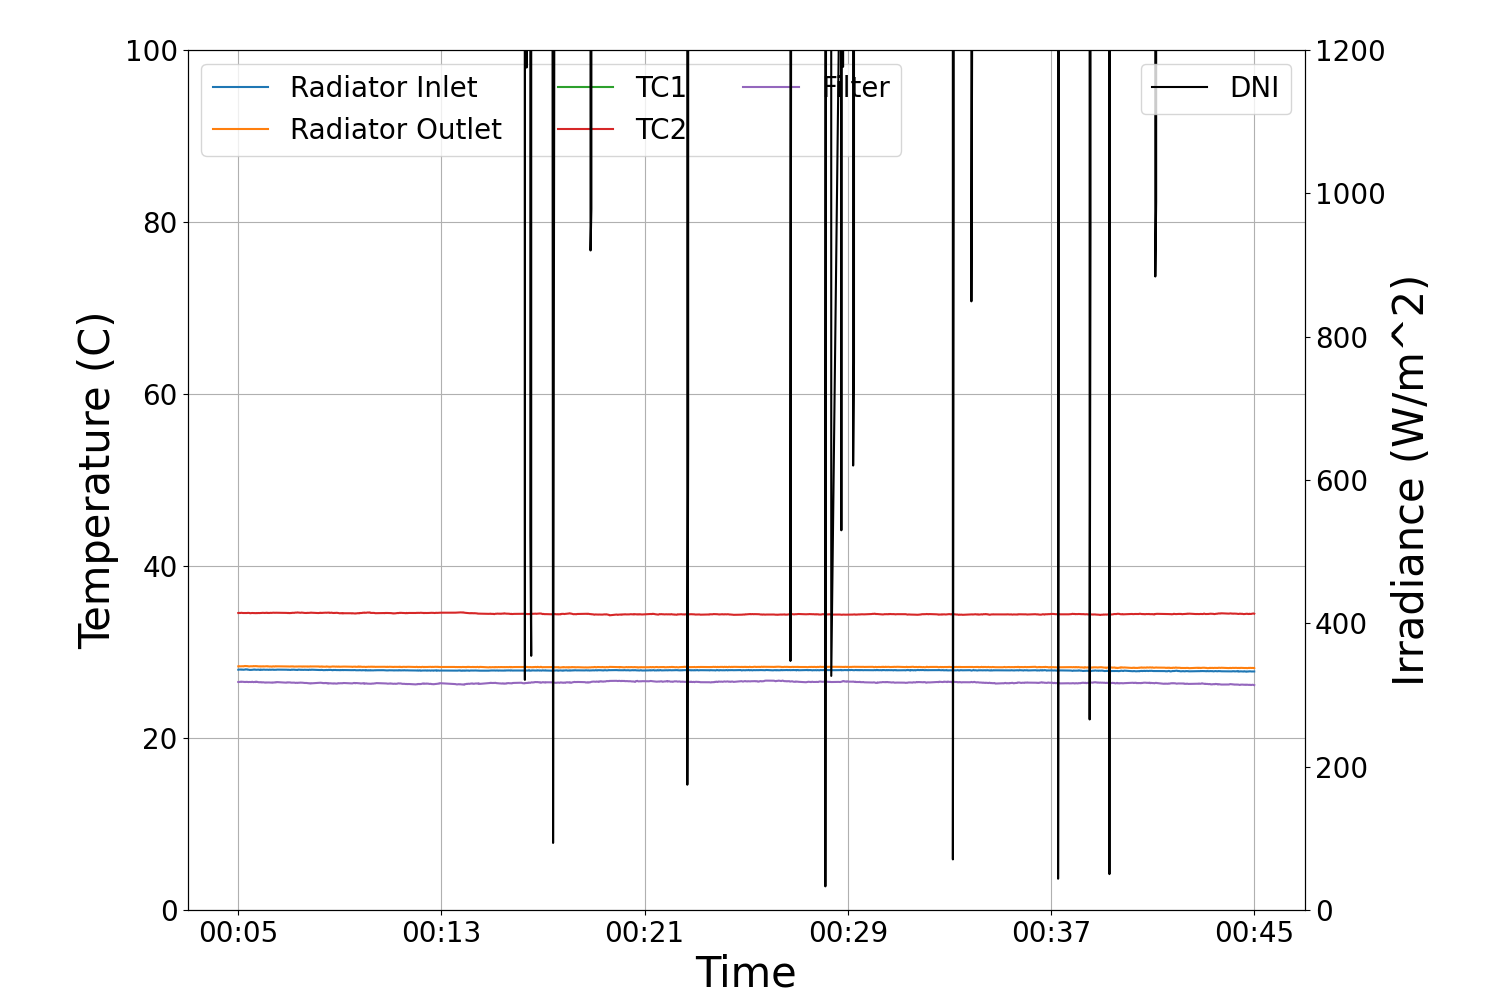 100
80
60
40
20
0
Temperature (C)
Radiator Inlet
Radiator Outlet
TC1
TC2
Filter
DNI
1200
1000
800
600
400
200
0
Irradiance (W/m^2)
00:05 00:13 00:21 00:29 00:37 00:45
Time